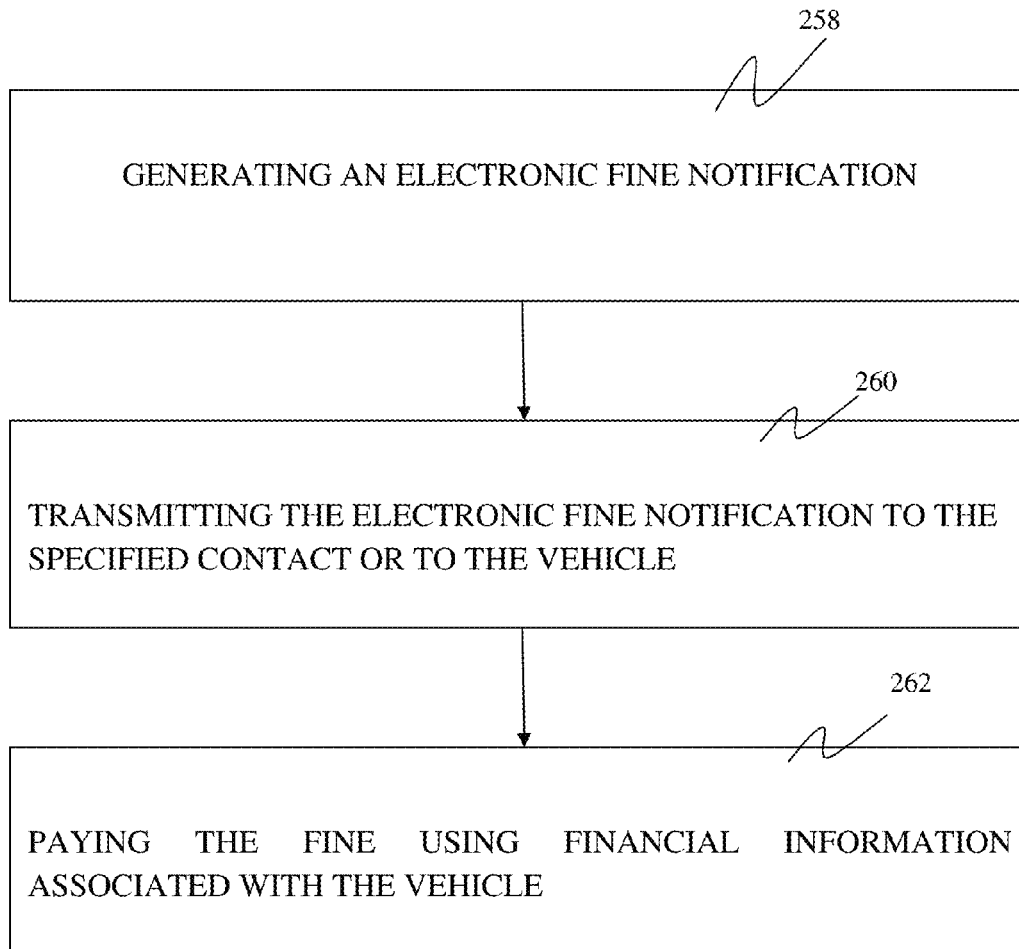 258
GENERATING AN ELECTRONIC FINE NOTIFICATION
260
TRANSMITTING THE ELECTRONIC FINE NOTIFICATION TO THE
SPECIFIED CONTACT OR TO THE VEHICLE
262
PAYING THE FINE USING FINANCIAL INFORMATION
ASSOCIATED WITH THE VEHICLE